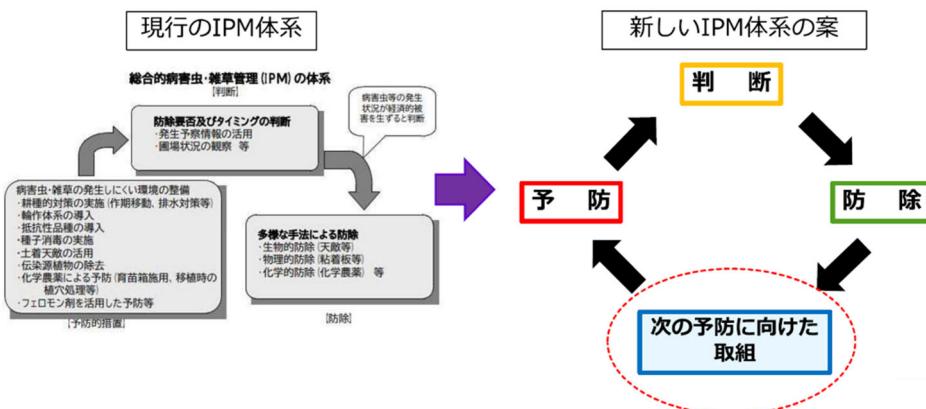 現行のIPM体系
総合的病害虫･雑草管理(IPM)の体系
[判断]
防除要否及びタイミングの判断
･発生予察情報の活用
･圃場状況の観察 等
病害虫等の発生
状況が経済的被
害を生ずると判断
病害虫･雑草の発生しにくい環境の整備
･耕種的対策の実施(作期移動、排水対策等)
･輪作体系の導入
･抵抗性品種の導入
･種子消毒の実施
･土着天敵の活用
･伝染源植物の除去
･化学農薬による予防(育苗箱施用、移植時の
植穴処理等)
･フェロモン剤を活用した予防等
[予防的措置]
多様な手法による防除
･生物的防除(天敵等)
･物理的防除(粘着板等)
･化学的防除(化学農薬) 等
[防除]
新しいIPM体系の案
判 断
予 防
防 除
次の予防に向けた
取組